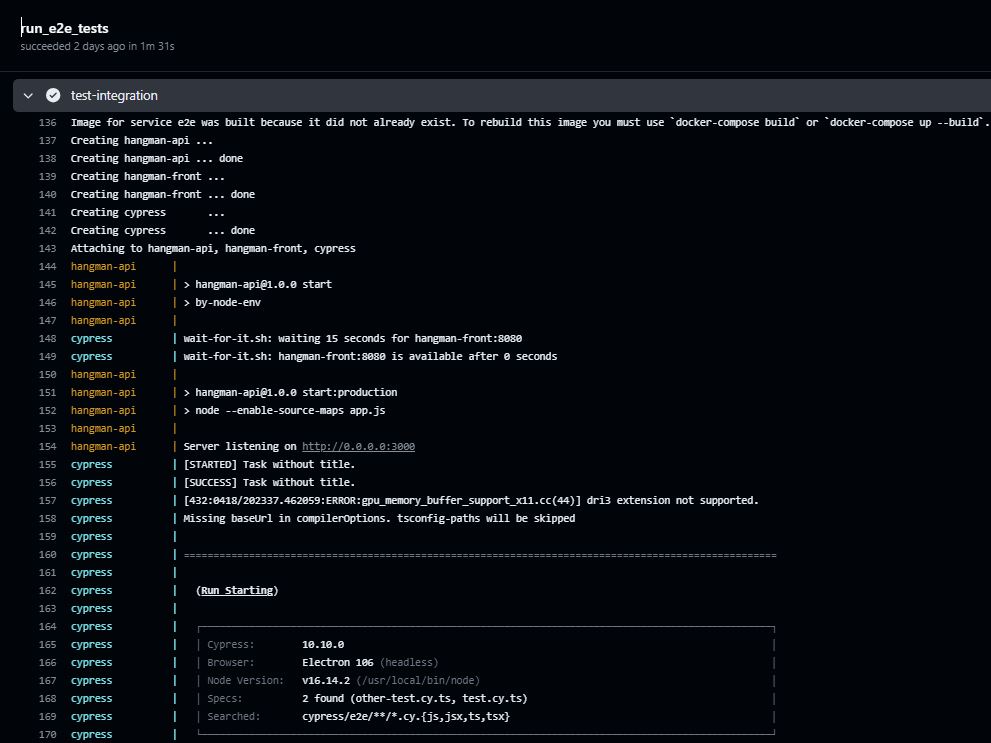 run_e2e_tests
succeeded 2 days ago in 1m 31s
test-integration
136 Image for service e2e was built because it did not already exist. To rebuild this image you must use `docker-compose build` or `docker-compose up --build`.
137 Creating hangman-api ...
138 Creating hangman-api ... done
139 Creating hangman-front ...
140 Creating hangman-front ... done
141 Creating cypress ...
142 Creating cypress ... done
143 Attaching to hangman-api, hangman-front, cypress
144 hangman-api |
145 hangman-api | > hangman-api@1.0.0 start
146 hangman-api | > by-node-env
147 hangman-api |
148 cypress | wait-for-it.sh: waiting 15 seconds for hangman-front:8080
149 cypress | wait-for-it.sh: hangman-front:8080 is available after 0 seconds
150 hangman-api |
151 hangman-api | > hangman-api@1.0.0 start:production
152 hangman-api | > node --enable-source-maps app.js
153 hangman-api |
154 hangman-api | Server listening on http://0.0.0.0:3000
155 cypress | [STARTED] Task without title.
156 cypress | [SUCCESS] Task without title.
157 cypress | [432:0418/202337.462059:ERROR:gpu_memory_buffer_support_x11.cc(44)] dri3 extension not supported.
158 cypress | Missing baseUrl in compilerOptions. tsconfig-paths will be skipped
159 cypress |
160 cypress | ====================================================================================================
161 cypress |
162 cypress | (Run Starting)
163 cypress |
164 cypress |
165 cypress | | Cypress: 10.10.0 |
166 cypress | | Browser: Electron 106 (headless) |
167 cypress | | Node Version: v16.14.2 (/usr/local/bin/node) |
168 cypress | | Specs: 2 found (other-test.cy.ts, test.cy.ts) |
169 cypress | | Searched: cypress/e2e/**/*.cy.{js,jsx,ts,tsx} |
170 cypress |